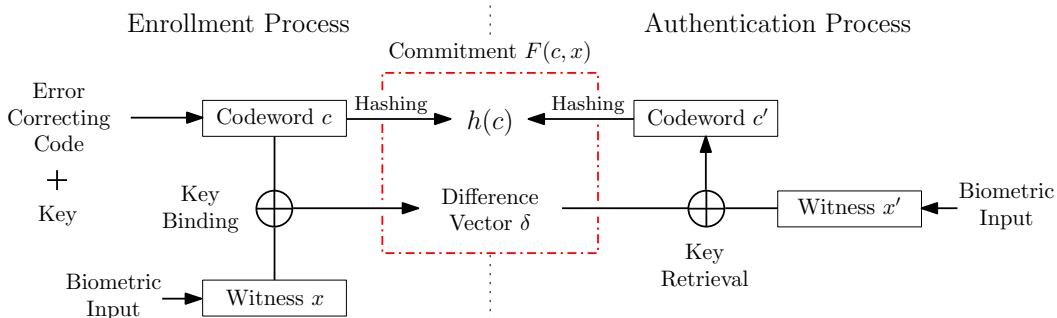 Enrollment Process
Authentication Process
Commitment F(c, x)
Error
Correcting
Code
+
Key
Codeword c
Hashing
h(c)
Hashing
Codeword c′
Key
Binding
Difference
Vector δ
Key
Retrieval
Witness x′
Biometric
Input
Biometric
Input
Witness x